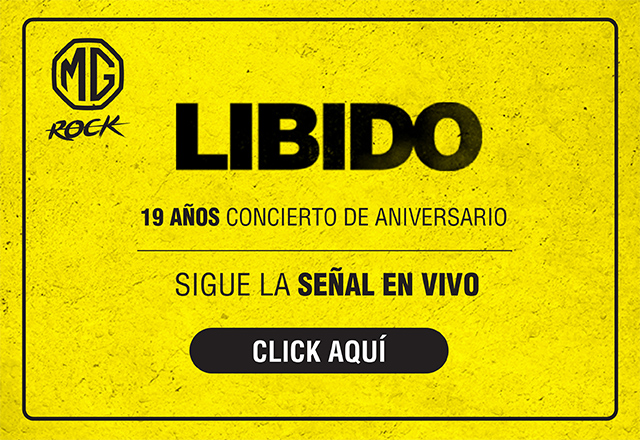 MG
ROCK
LIBIDO
19 AÑOS CONCIERTO DE ANIVERSARIO
SIGUE LA SEÑAL EN VIVO
CLICK AQUÍ